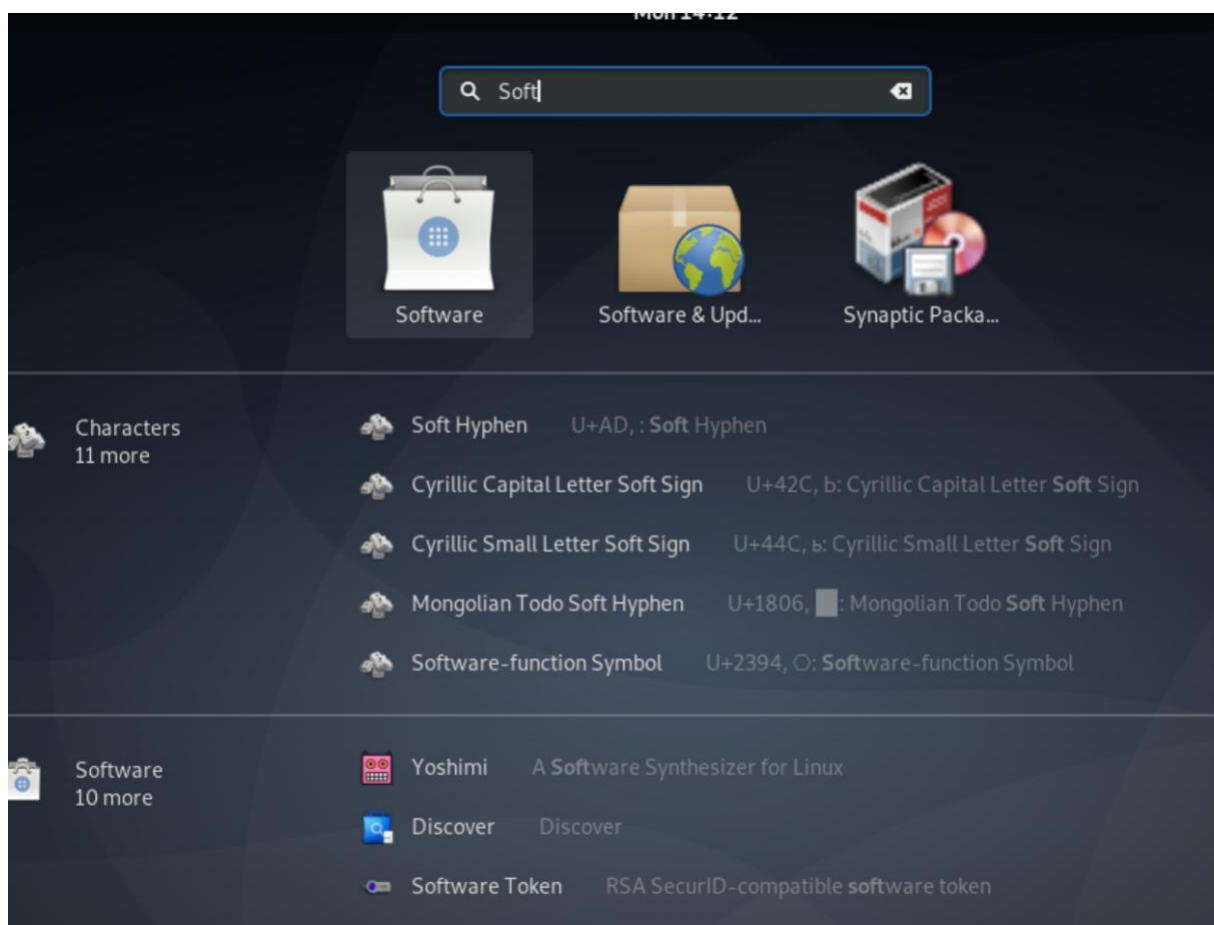 Mon 14:12
Soft
Software
Software & Upd...
Synaptic Packa...
Characters
11 more
Soft Hyphen U+AD, : Soft Hyphen
Cyrillic Capital Letter Soft Sign U+42C, Ь: Cyrillic Capital Letter Soft Sign
Cyrillic Small Letter Soft Sign U+44C, ь: Cyrillic Small Letter Soft Sign
Mongolian Todo Soft Hyphen U+1806, : Mongolian Todo Soft Hyphen
Software-function Symbol U+2394, ⎔: Software-function Symbol
Software
10 more
Yoshimi A Software Synthesizer for Linux
Discover Discover
Software Token RSA SecurID-compatible software token